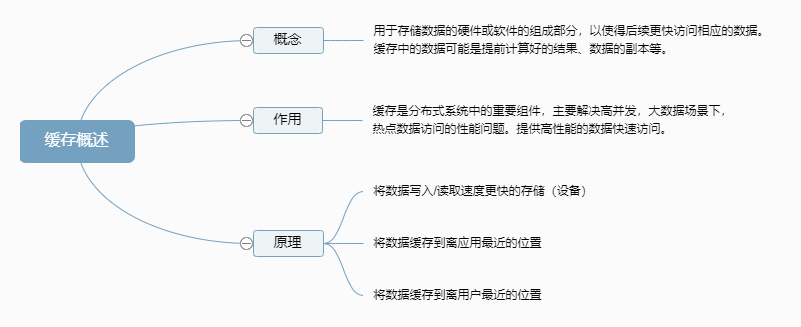 缓存概述
概念
用于存储数据的硬件或软件的组成部分，以使得后续更快访问相应的数据。
缓存中的数据可能是提前计算好的结果、数据的副本等。
作用
缓存是分布式系统中的重要组件，主要解决高并发，大数据场景下，
热点数据访问的性能问题。提供高性能的数据快速访问。
原理
将数据写入/读取速度更快的存储（设备）
将数据缓存到离应用最近的位置
将数据缓存到离用户最近的位置